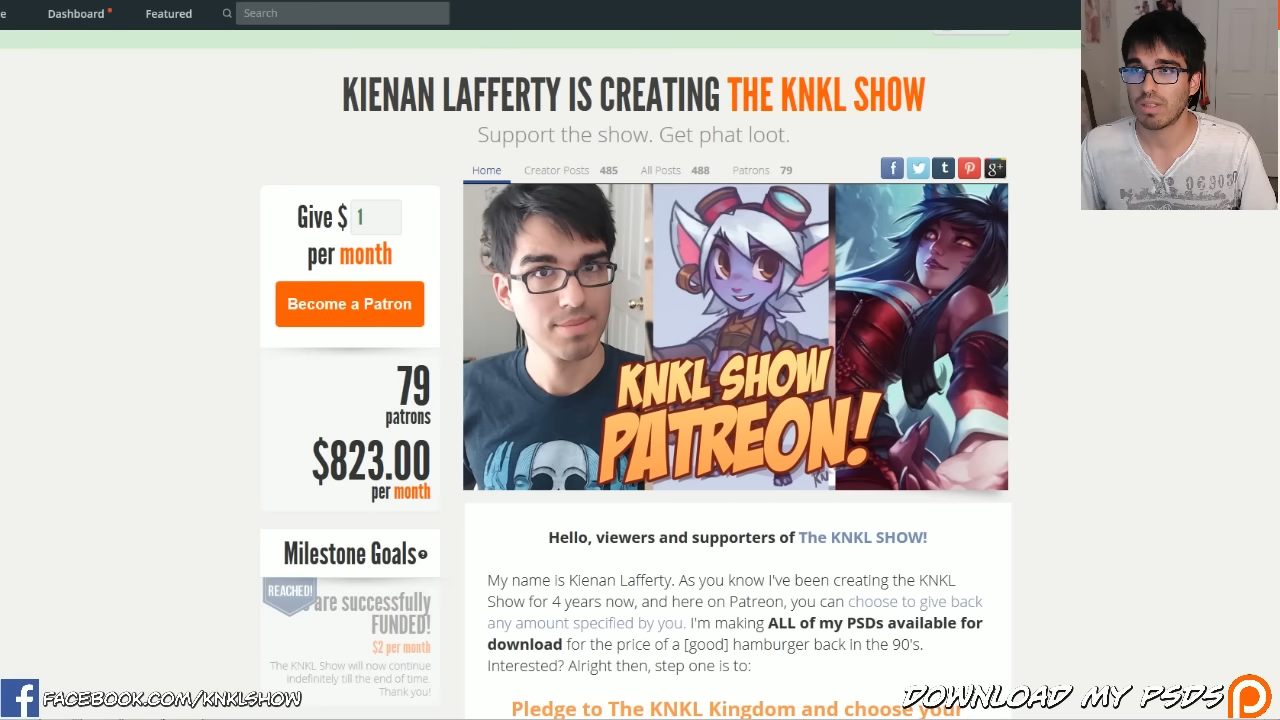 Dashboard
Featured
Search
KIENAN LAFFERTY IS CREATING THE KNKL SHOW
Support the show. Get phat loot.
Home
Creator Posts 485
All Posts 488
Patrons 79
Give $ 1
per month
Become a Patron
79
patrons
$823.00
per month
Milestone Goals
REACHED!
are successfully
FUNDED!
$2 per month
The KNKL Show will now continue
indefinitely till the end of time.
Thank you!
KNKL SHOW
PATREON!
Hello, viewers and supporters of The KNKL SHOW!
My name is Kienan Lafferty. As you know I've been creating the KNKL
Show for 4 years now, and here on Patreon, you can choose to give back
any amount specified by you. I'm making ALL of my PSDs available for
download for the price of a [good] hamburger back in the 90's.
Interested? Alright then, step one is to:
Pledge to The KNKL Kingdom and choose your
FACEBOOK.COM/KNKLSHOW
DOWNLOAD MY PSDS